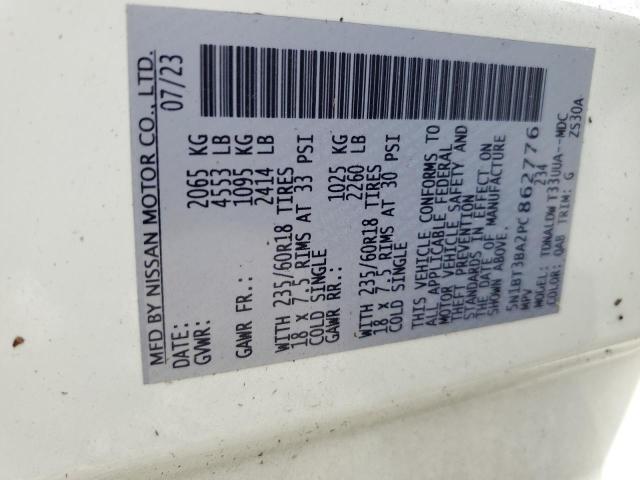 MFD BY NISSAN MOTOR CO., LTD.
DATE: 07/23
GVWR: 2065 KG
4553 LB
GAWR FR.: 1095 KG
2414 LB
WITH 235/60R18 TIRES
18 X 7.5 RIMS AT 33 PSI
COLD SINGLE
GAWR RR.: 1025 KG
2260 LB
WITH 235/60R18 TIRES
18 X 7.5 RIMS AT 30 PSI
COLD SINGLE
THIS VEHICLE CONFORMS TO
ALL APPLICABLE FEDERAL
MOTOR VEHICLE SAFETY AND
THEFT PREVENTION
STANDARDS IN EFFECT ON
THE DATE OF MANUFACTURE
SHOWN ABOVE.
5N1BT3BA2PC862776
MPV 234
MODEL: TDNALDW T33UUA--MDC
COLOR: QAB TRIM: G ZS30A